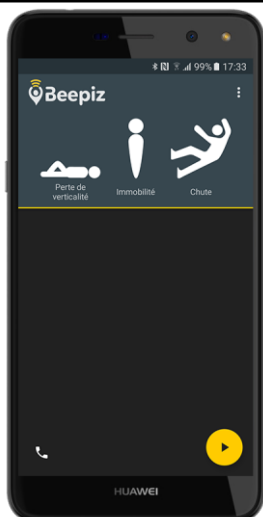 99% 17:33
Beepiz
Perte de
verticalité
Immobilité
Chute
HUAWEI